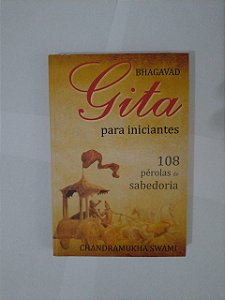 BHAGAVAD
Gita
para iniciantes
108
pérolas de
sabedoria
CHANDRAMUKHA SWAMI